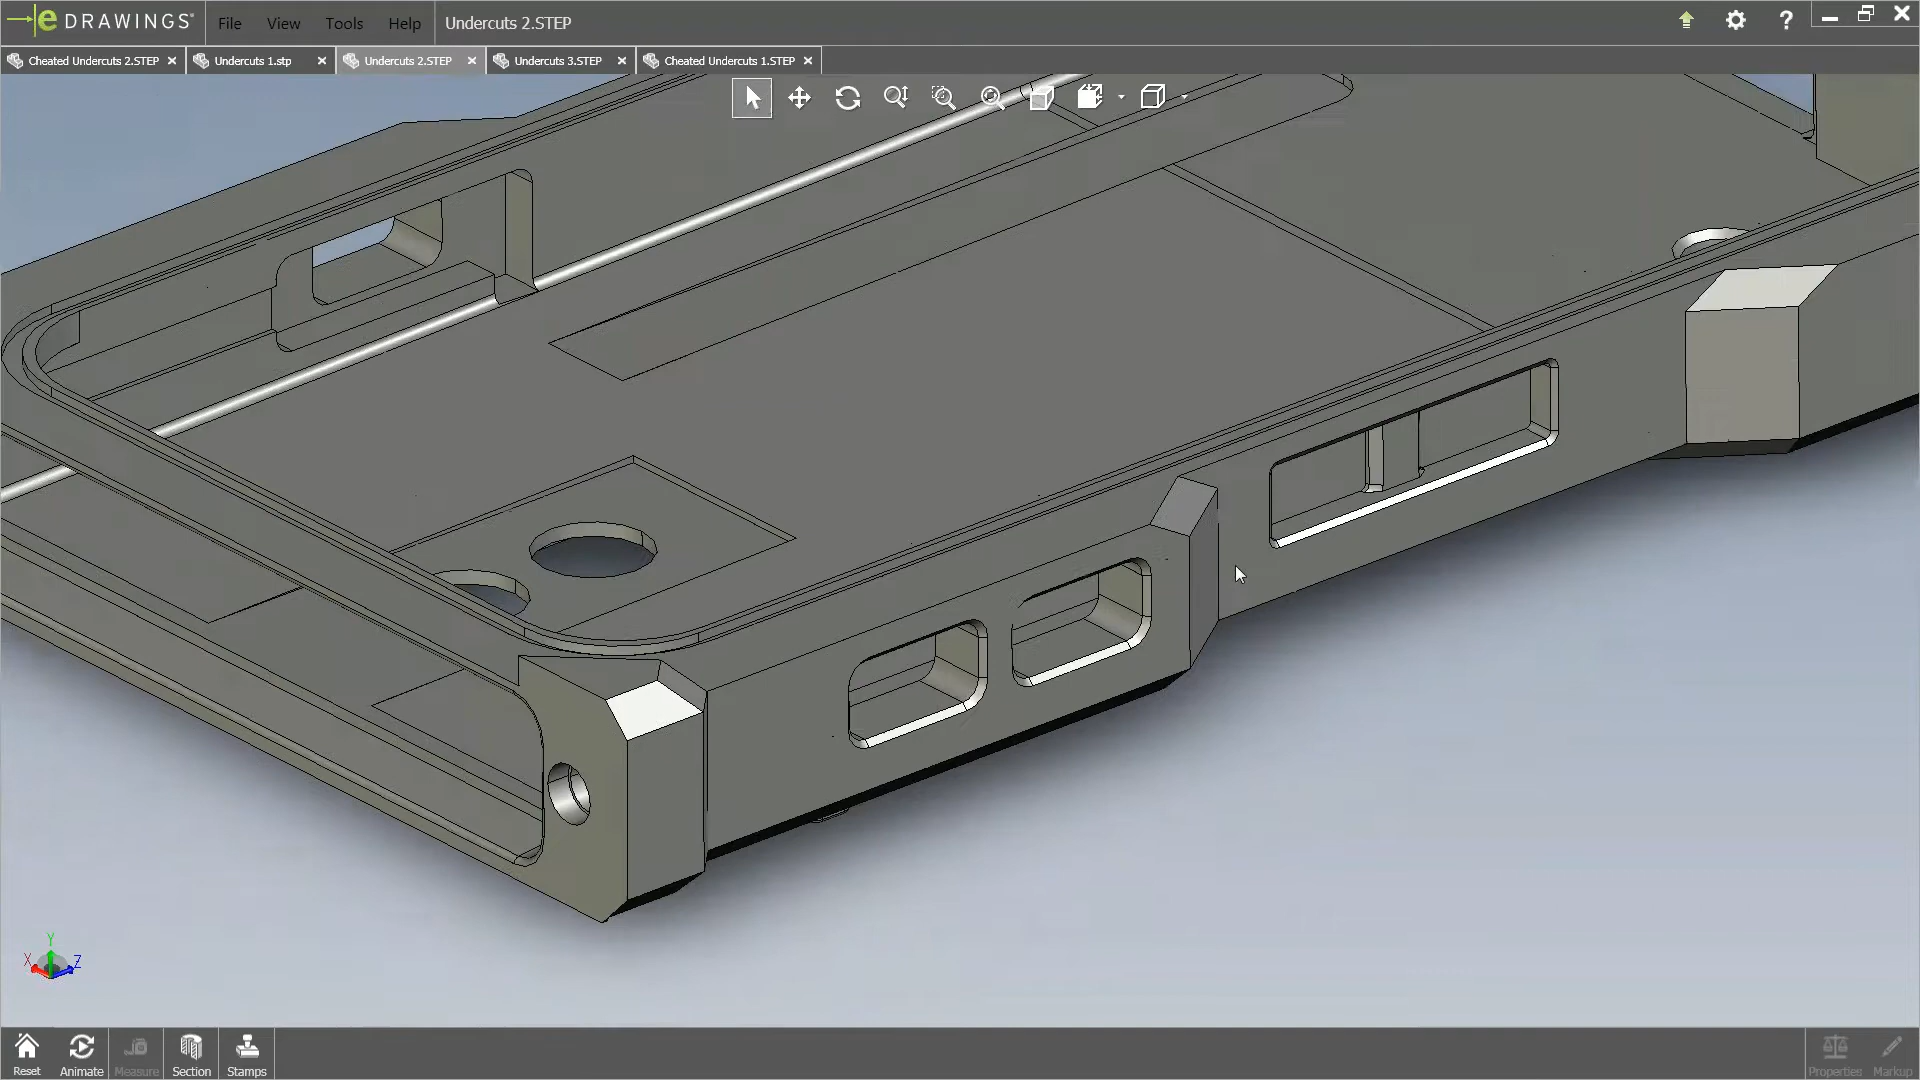 eDRAWINGS® File View Tools Help Undercuts 2.STEP
Cheated Undercuts 2.STEP Undercuts 1.stp Undercuts 2.STEP Undercuts 3.STEP Cheated Undercuts 1.STEP
Y
X Z
Reset Animate Measure Section Stamps Properties Markup